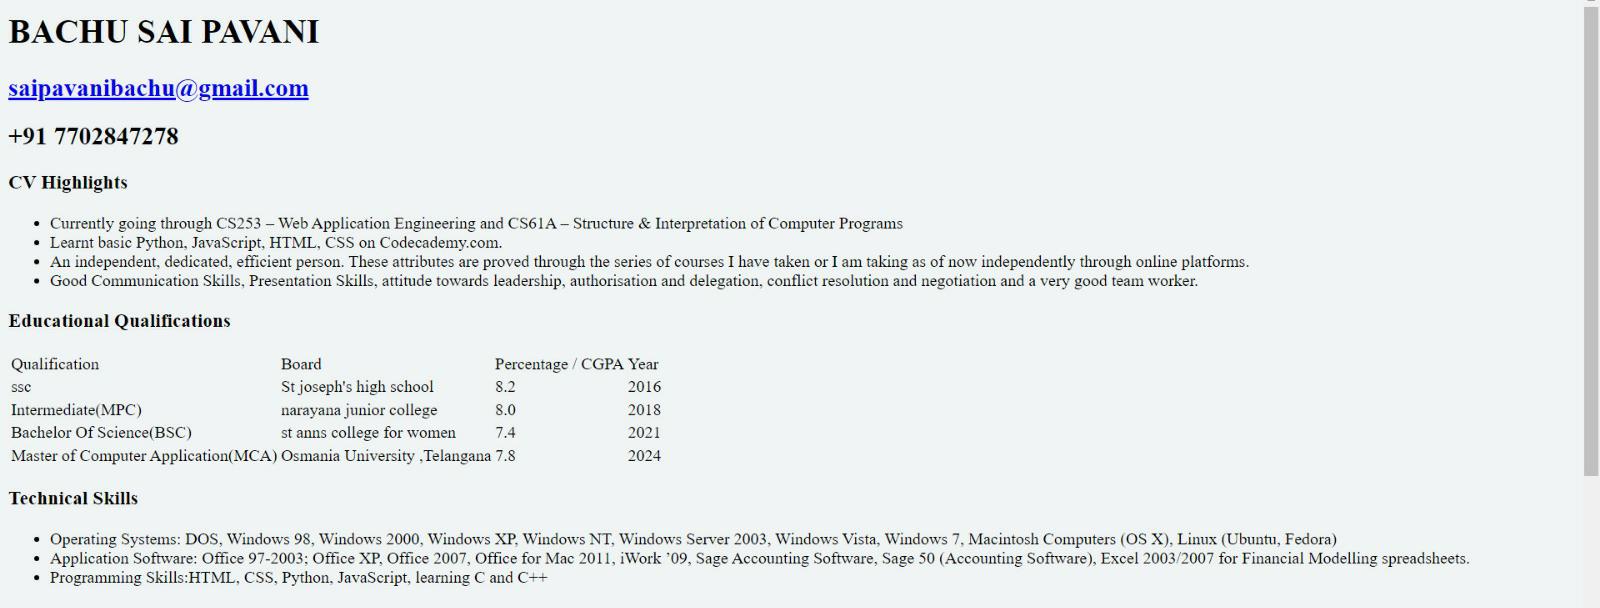 BACHU SAI PAVANI
saipavanibachu@gmail.com
+91 7702847278
CV Highlights
• Currently going through CS253 – Web Application Engineering and CS61A – Structure & Interpretation of Computer Programs
• Learnt basic Python, JavaScript, HTML, CSS on Codecademy.com.
• An independent, dedicated, efficient person. These attributes are proved through the series of courses I have taken or I am taking as of now independently through online platforms.
• Good Communication Skills, Presentation Skills, attitude towards leadership, authorisation and delegation, conflict resolution and negotiation and a very good team worker.
Educational Qualifications
Qualification Board Percentage / CGPA Year
ssc St joseph's high school 8.2 2016
Intermediate(MPC) narayana junior college 8.0 2018
Bachelor Of Science(BSC) st anns college for women 7.4 2021
Master of Computer Application(MCA) Osmania University ,Telangana 7.8 2024
Technical Skills
• Operating Systems: DOS, Windows 98, Windows 2000, Windows XP, Windows NT, Windows Server 2003, Windows Vista, Windows 7, Macintosh Computers (OS X), Linux (Ubuntu, Fedora)
• Application Software: Office 97-2003; Office XP, Office 2007, Office for Mac 2011, iWork ’09, Sage Accounting Software, Sage 50 (Accounting Software), Excel 2003/2007 for Financial Modelling spreadsheets.
• Programming Skills:HTML, CSS, Python, JavaScript, learning C and C++